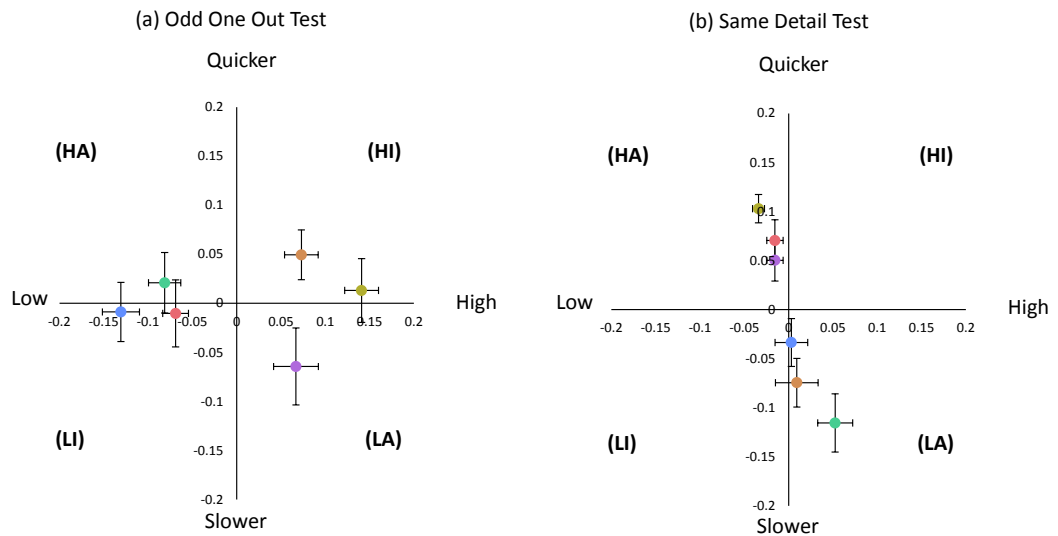 (a) Odd One Out Test
Quicker
0.2
0.15
(HA)
(HI)
0.1
0.05
Low
0
High
-0.2
-0.15
-0.1
-0.05
0
0.05
0.1
0.15
0.2
-0.05
-0.1
(LI)
(LA)
-0.15
-0.2
Slower
(b) Same Detail Test
Quicker
0.2
0.15
(HA)
(HI)
0.1
0.05
Low
0
High
-0.2
-0.15
-0.1
-0.05
0
0.05
0.1
0.15
0.2
-0.05
-0.1
(LI)
(LA)
-0.15
-0.2
Slower